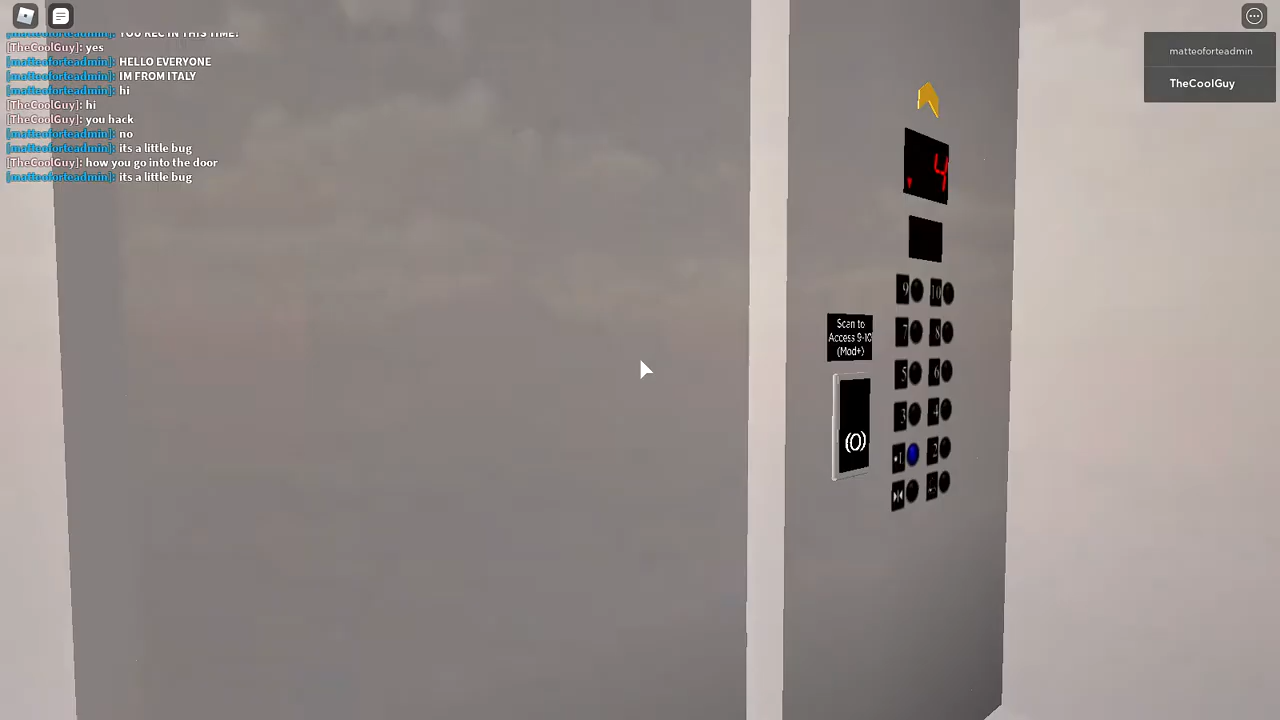 [matteoforteadmin]: YOU REC IN THIS TIME?
[TheCoolGuy]: yes
[matteoforteadmin]: HELLO EVERYONE
[matteoforteadmin]: IM FROM ITALY
[matteoforteadmin]: hi
[TheCoolGuy]: hi
[TheCoolGuy]: you hack
[matteoforteadmin]: no
[matteoforteadmin]: its a little bug
[TheCoolGuy]: how you go into the door
[matteoforteadmin]: its a little bug
matteoforteadmin
TheCoolGuy
. 4
Scan to
Access 9-10
(Mod+)
(O)
9 10
7 8
5 6
3 4
1 2